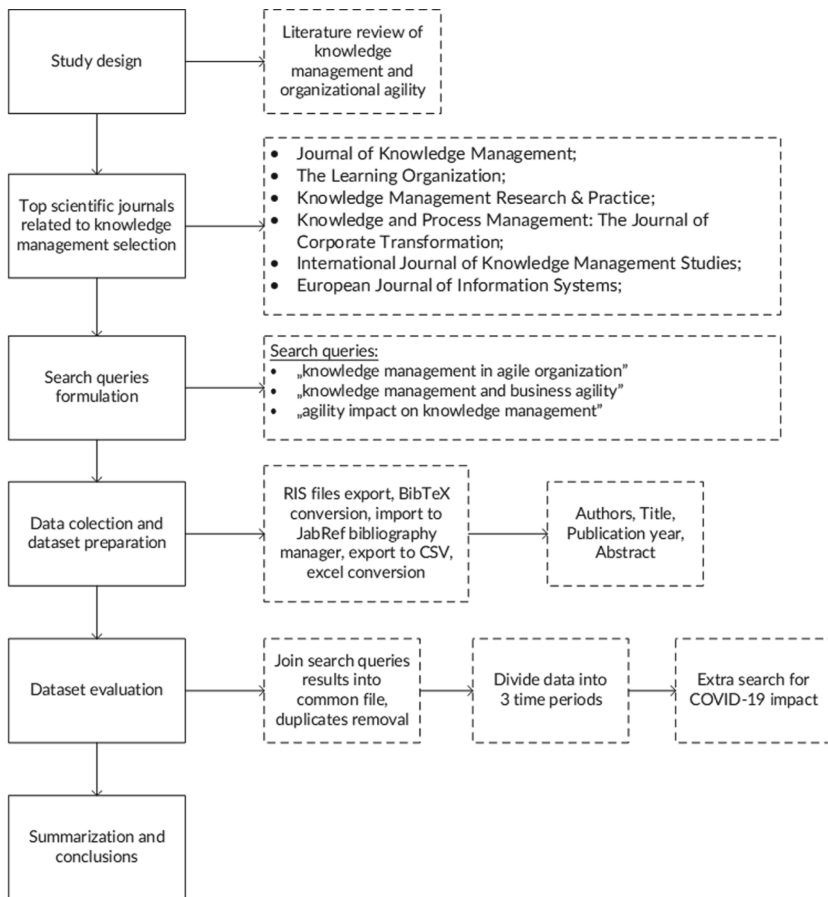 Study design
Literature review of
knowledge
management and
organizational agility
Top scientific journals
related to knowledge
management selection
• Journal of Knowledge Management;
• The Learning Organization;
• Knowledge Management Research & Practice;
• Knowledge and Process Management: The Journal of
Corporate Transformation;
• International Journal of Knowledge Management Studies;
• European Journal of Information Systems;
Search queries
formulation
Search queries:
• „knowledge management in agile organization”
• „knowledge management and business agility”
• „agility impact on knowledge management”
Data colection and
dataset preparation
RIS files export, BibTeX
conversion, import to
JabRef bibliography
manager, export to CSV,
excel conversion
Authors, Title,
Publication year,
Abstract
Dataset evaluation
Join search queries
results into
common file,
duplicates removal
Divide data into
3 time periods
Extra search for
COVID-19 impact
Summarization and
conclusions